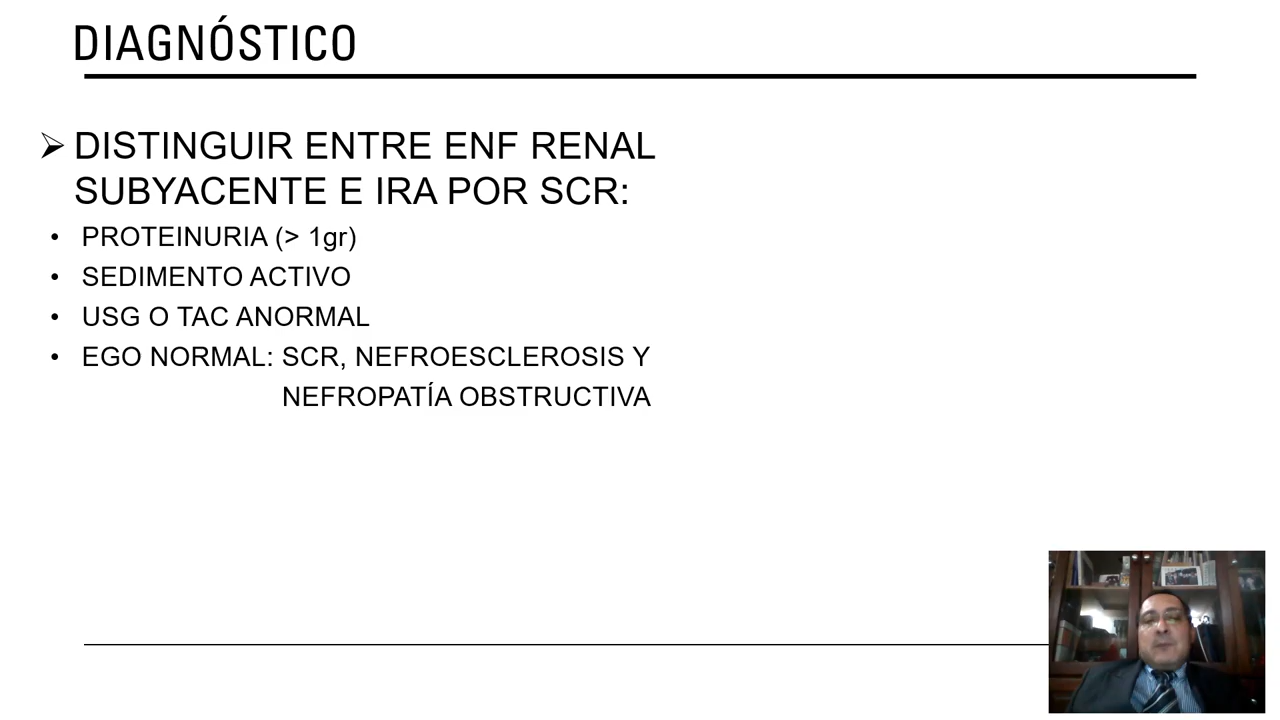 DIAGNÓSTICO
➢ DISTINGUIR ENTRE ENF RENAL
SUBYACENTE E IRA POR SCR:
• PROTEINURIA (> 1gr)
• SEDIMENTO ACTIVO
• USG O TAC ANORMAL
• EGO NORMAL: SCR, NEFROESCLEROSIS Y
NEFROPATÍA OBSTRUCTIVA